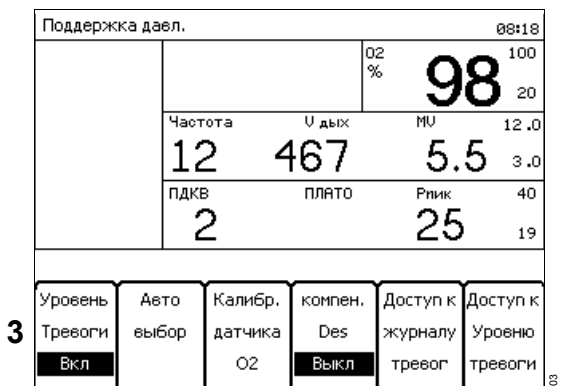 Поддержка давл. 08:18
O2 % 98 100 20
Частота V дых MV 12.0
12 467 5.5 3.0
ПДКВ ПЛАТО Рпик 40
2 25 19
Уровень Авто Калибр. компен. Доступ к Доступ к
3 Тревоги выбор датчика Des журналу Уровню
Вкл O2 Выкл тревог тревоги
03